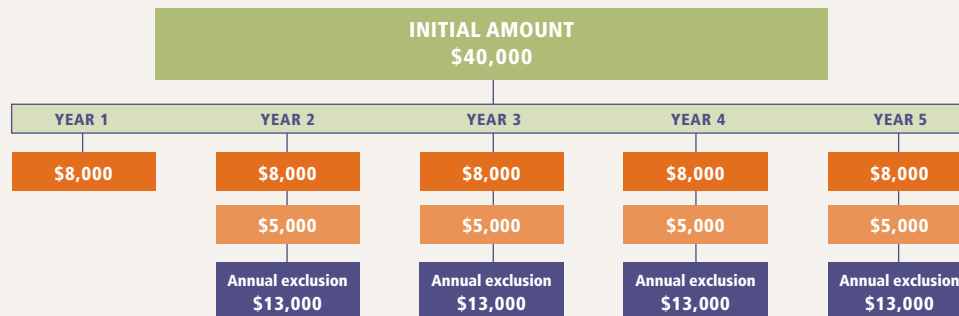 INITIAL AMOUNT
$40,000
YEAR 1 YEAR 2 YEAR 3 YEAR 4 YEAR 5
$8,000 $8,000 $8,000 $8,000 $8,000
$5,000 $5,000 $5,000 $5,000
Annual exclusion Annual exclusion Annual exclusion Annual exclusion
$13,000 $13,000 $13,000 $13,000